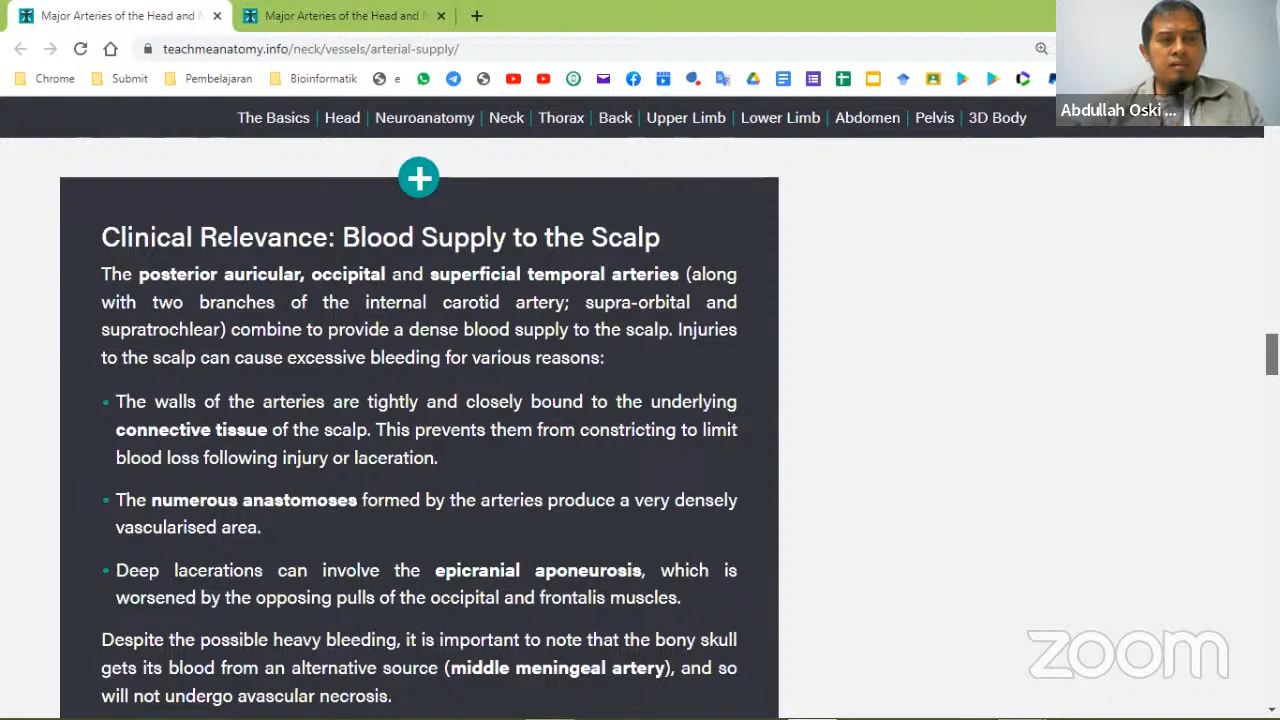 Major Arteries of the Head and N
Major Arteries of the Head and N
teachmeanatomy.info/neck/vessels/arterial-supply/
Chrome Submit Pembelajaran Bioinformatik e
Abdullah Oski ...
The Basics | Head | Neuroanatomy | Neck | Thorax | Back | Upper Limb | Lower Limb | Abdomen | Pelvis | 3D Body
Clinical Relevance: Blood Supply to the Scalp
The posterior auricular, occipital and superficial temporal arteries (along
with two branches of the internal carotid artery; supra-orbital and
supratrochlear) combine to provide a dense blood supply to the scalp. Injuries
to the scalp can cause excessive bleeding for various reasons:
The walls of the arteries are tightly and closely bound to the underlying
connective tissue of the scalp. This prevents them from constricting to limit
blood loss following injury or laceration.
The numerous anastomoses formed by the arteries produce a very densely
vascularised area.
Deep lacerations can involve the epicranial aponeurosis, which is
worsened by the opposing pulls of the occipital and frontalis muscles.
Despite the possible heavy bleeding, it is important to note that the bony skull
gets its blood from an alternative source (middle meningeal artery), and so
will not undergo avascular necrosis.
zoom